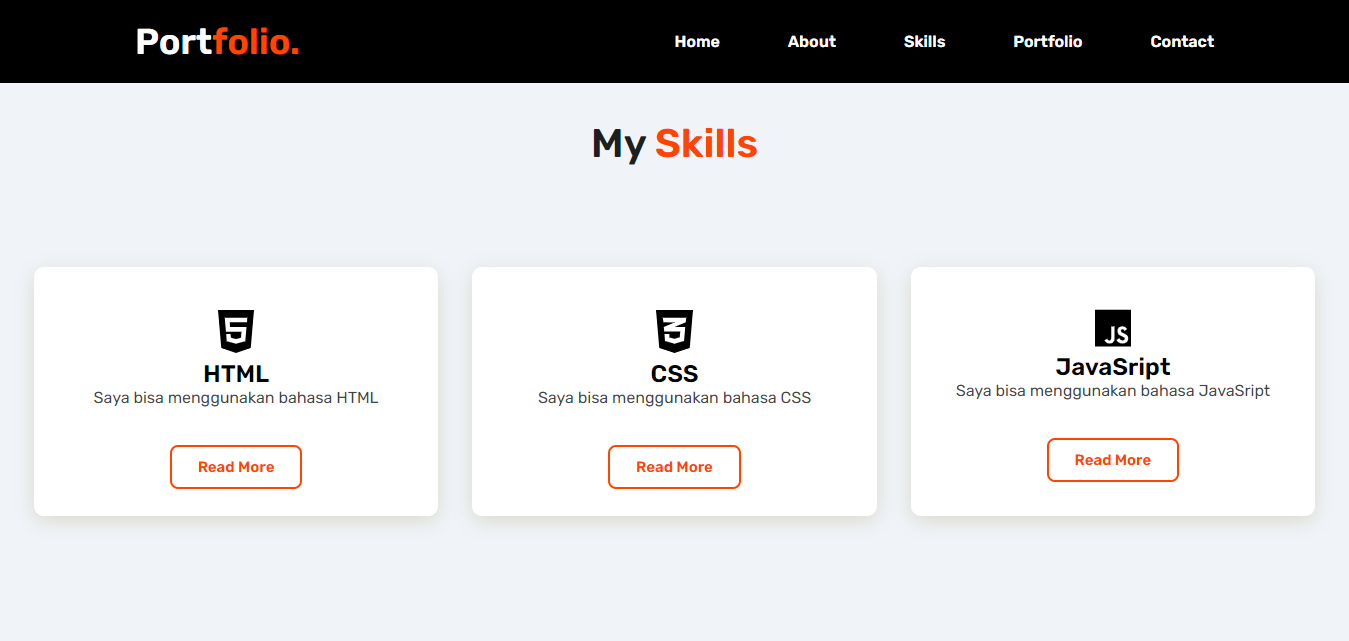 Portfolio.
Home About Skills Portfolio Contact
My Skills
5
HTML
Saya bisa menggunakan bahasa HTML
Read More
3
CSS
Saya bisa menggunakan bahasa CSS
Read More
JS
JavaSript
Saya bisa menggunakan bahasa JavaSript
Read More